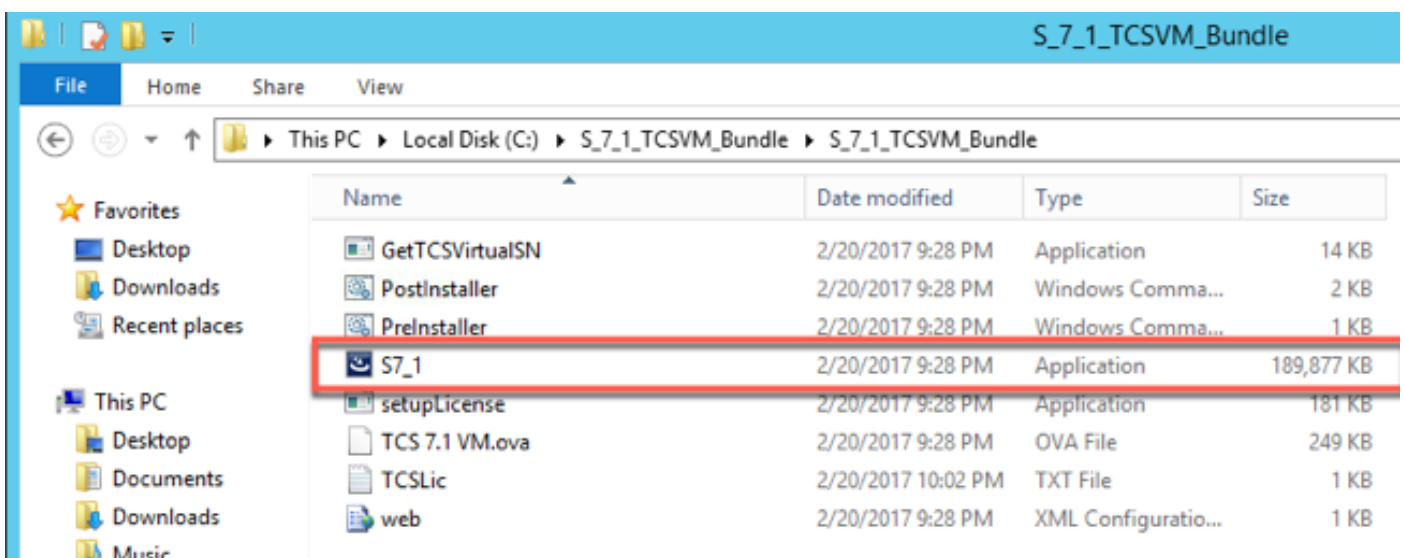 S_7_1_TCSVM_Bundle
File Home Share View
This PC Local Disk (C:) S_7_1_TCSVM_Bundle S_7_1_TCSVM_Bundle
Name Date modified Type Size
Favorites
Desktop
Downloads
Recent places
This PC
Desktop
Documents
Downloads
Music
GetTCSVirtualSN 2/20/2017 9:28 PM Application 14 KB
PostInstaller 2/20/2017 9:28 PM Windows Comma... 2 KB
PreInstaller 2/20/2017 9:28 PM Windows Comma... 1 KB
S7_1 2/20/2017 9:28 PM Application 189,877 KB
setupLicense 2/20/2017 9:28 PM Application 181 KB
TCS 7.1 VM.ova 2/20/2017 9:28 PM OVA File 249 KB
TCSLic 2/20/2017 10:02 PM TXT File 1 KB
web 2/20/2017 9:28 PM XML Configuratio... 1 KB